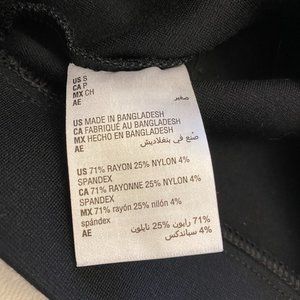 US S
CA P
MX CH
AE صغير
US MADE IN BANGLADESH
CA FABRIQUÉ AU BANGLADESH
MX HECHO EN BANGLADESH
AE صنع في بنغلاديش
US 71% RAYON 25% NYLON 4%
SPANDEX
CA 71% RAYONNE 25% NYLON 4%
SPANDEX
MX 71% rayón 25% nilón 4%
spándex
AE 71% رايون 25% نايلون
4% سباندكس